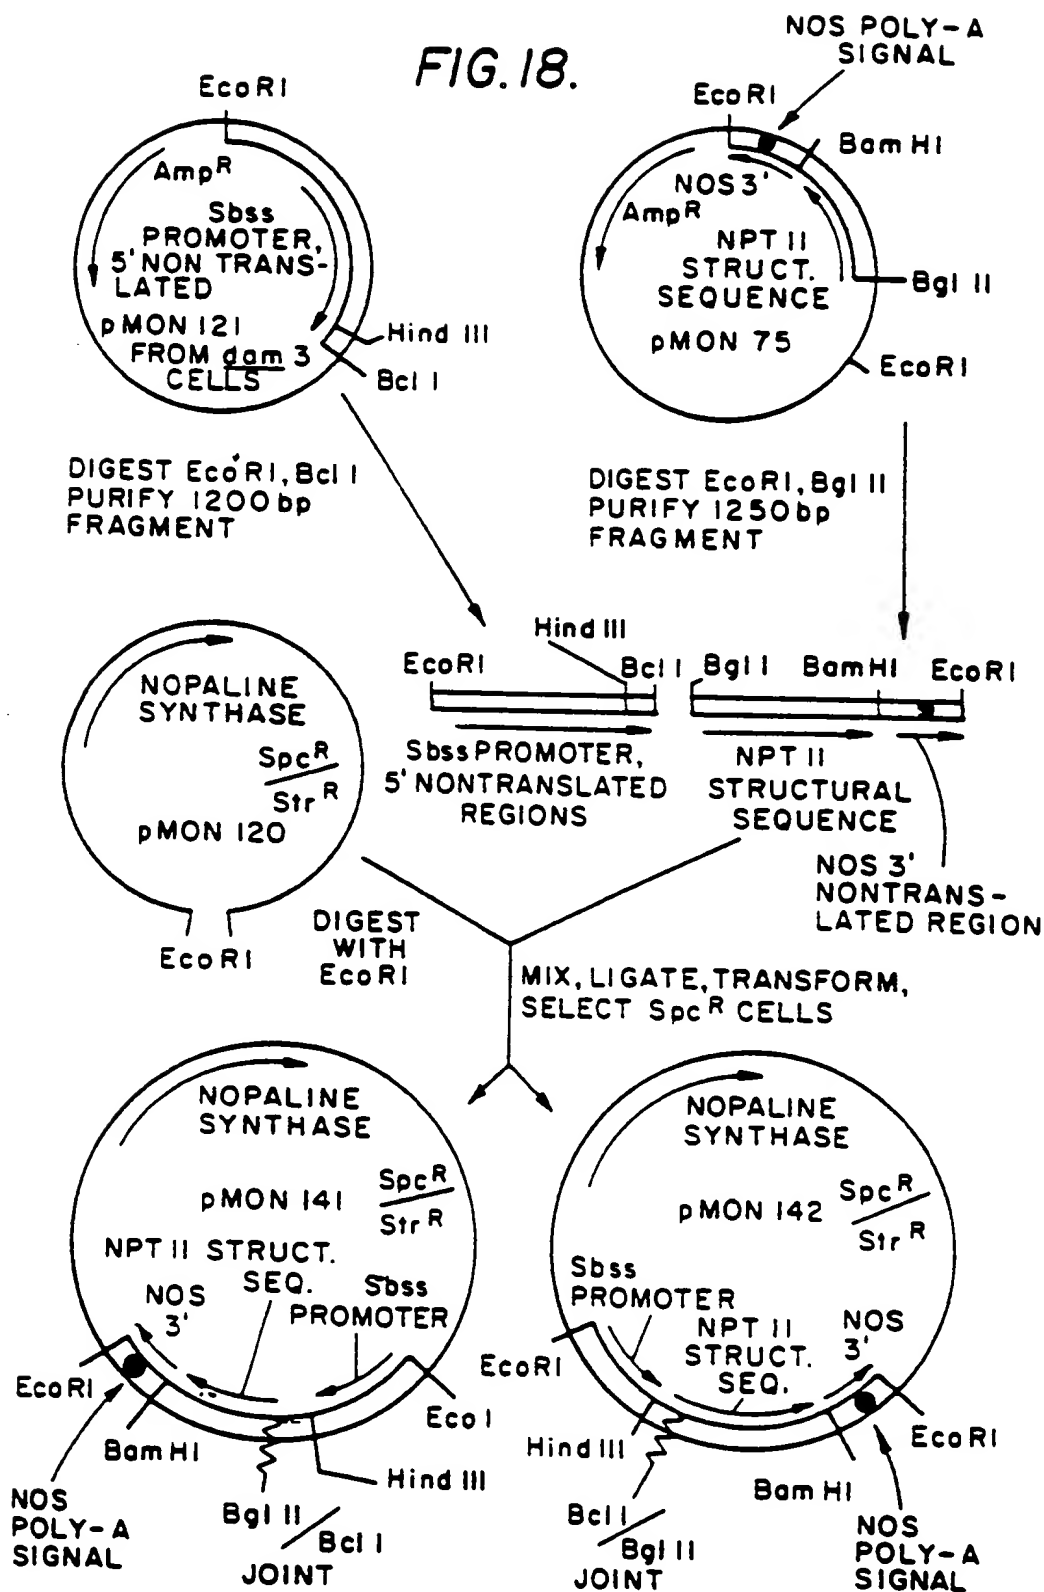 FIG. 18.
EcoRI
AmpR
Sbss
PROMOTER,
5' NON TRANS-
LATED
pMON 121
FROM dam 3
CELLS
Hind III
Bcl I
NOS POLY-A
SIGNAL
EcoRI
Bam HI
NOS 3'
AmpR
NPT II
STRUCT.
SEQUENCE
pMON 75
Bgl II
EcoRI
DIGEST EcoRI, Bcl I
PURIFY 1200 bp
FRAGMENT
DIGEST EcoRI, Bgl II
PURIFY 1250 bp
FRAGMENT
NOPALINE
SYNTHASE
SpcR
StrR
pMON 120
EcoRI
Hind III
EcoRI
Bcl I
Bgl I
BamHI
EcoRI
Sbss PROMOTER,
5' NONTRANSLATED
REGIONS
NPT II
STRUCTURAL
SEQUENCE
NOS 3'
NONTRANS-
LATED REGION
DIGEST
WITH
EcoRI
MIX, LIGATE, TRANSFORM,
SELECT SpcR CELLS
NOPALINE
SYNTHASE
pMON 141
SpcR
StrR
NPT II STRUCT.
SEQ.
Sbss
PROMOTER
NOS
3'
EcoRI
Bam HI
Eco I
Hind III
Bgl II
Bcl I
JOINT
NOS
POLY-A
SIGNAL
NOPALINE
SYNTHASE
pMON 142
SpcR
StrR
Sbss
PROMOTER
NPT II
STRUCT.
SEQ.
NOS
3'
EcoRI
Hind III
EcoRI
Bam HI
Bcl I
Bgl II
JOINT
NOS
POLY-A
SIGNAL